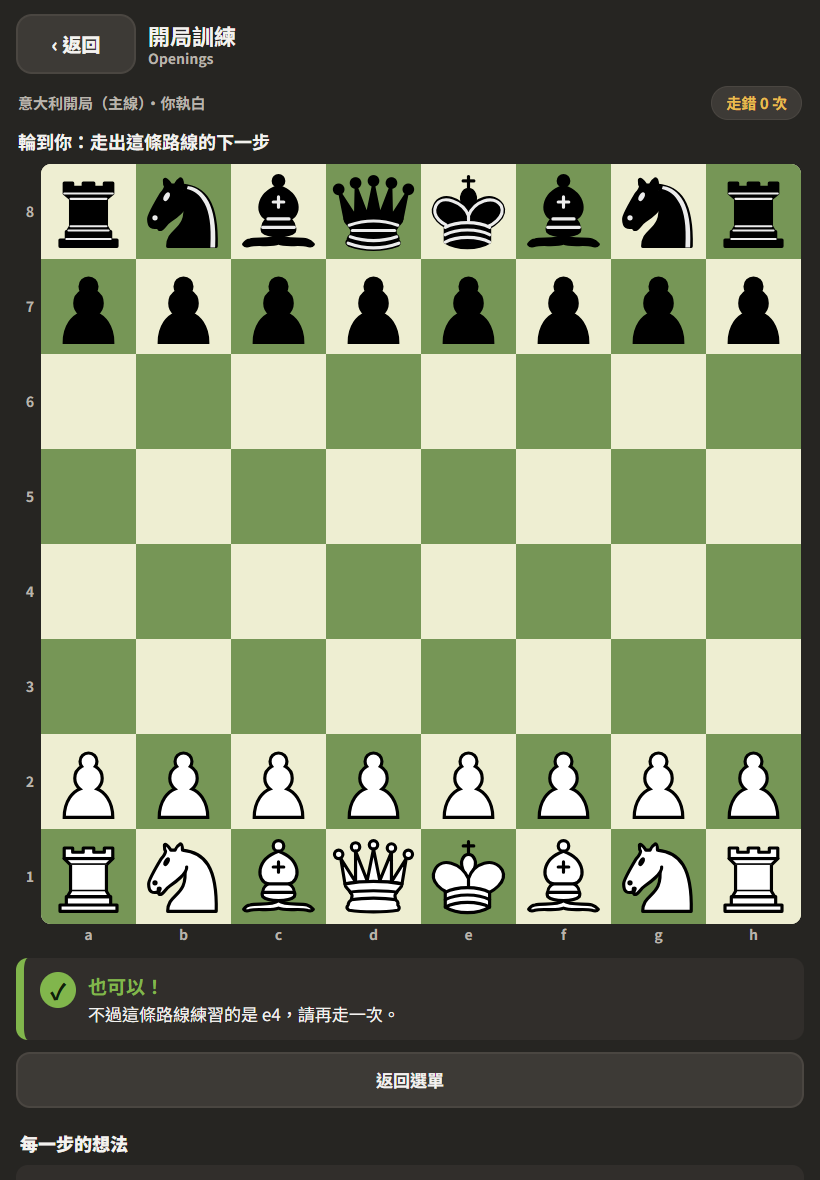 ‹ 返回
開局訓練
Openings
意大利開局（主線）· 你執白
走錯 0 次
輪到你：走出這條路線的下一步
8
7
6
5
4
3
2
1
a b c d e f g h
也可以！
不過這條路線練習的是 e4，請再走一次。
返回選單
每一步的想法